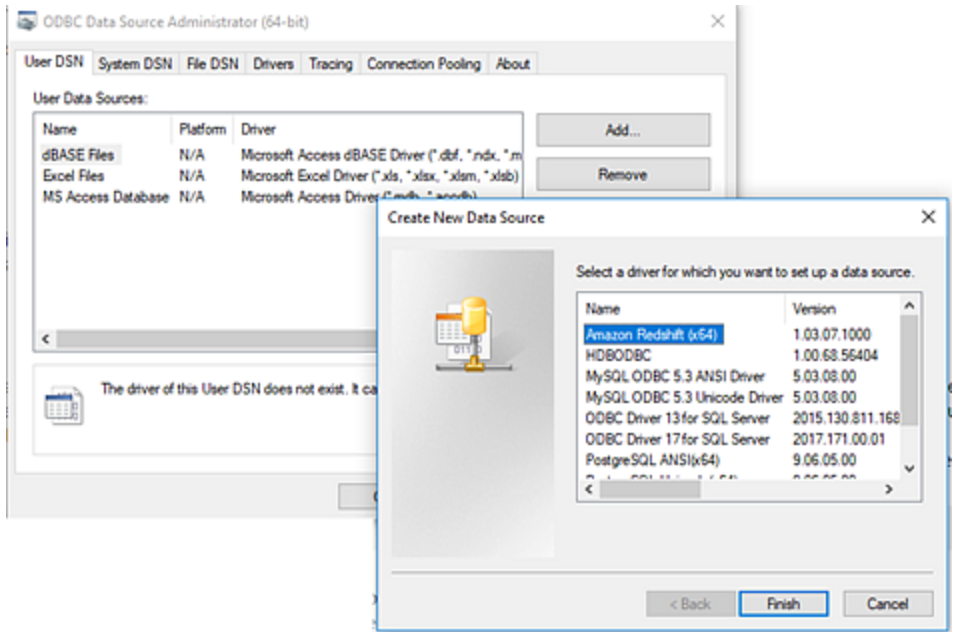 ODBC Data Source Administrator (64-bit)
User DSN System DSN File DSN Drivers Tracing Connection Pooling About
User Data Sources:
Name Platform Driver
dBASE Files N/A Microsoft Access dBASE Driver (*.dbf, *.ndx, *.m
Excel Files N/A Microsoft Excel Driver (*.xls, *.xlsx, *.xlsm, *.xlsb)
MS Access Database N/A Microsoft Access Driver (*.mdb, *.accdb)
Add...
Remove
The driver of this User DSN does not exist. It ca
Create New Data Source
Select a driver for which you want to set up a data source.
Name Version
Amazon Redshift (x64) 1.03.07.1000
HDBODBC 1.00.68.56404
MySQL ODBC 5.3 ANSI Driver 5.03.08.00
MySQL ODBC 5.3 Unicode Driver 5.03.08.00
ODBC Driver 13 for SQL Server 2015.130.811.168
ODBC Driver 17 for SQL Server 2017.171.00.01
PostgreSQL ANSI(x64) 9.06.05.00
< Back Finish Cancel